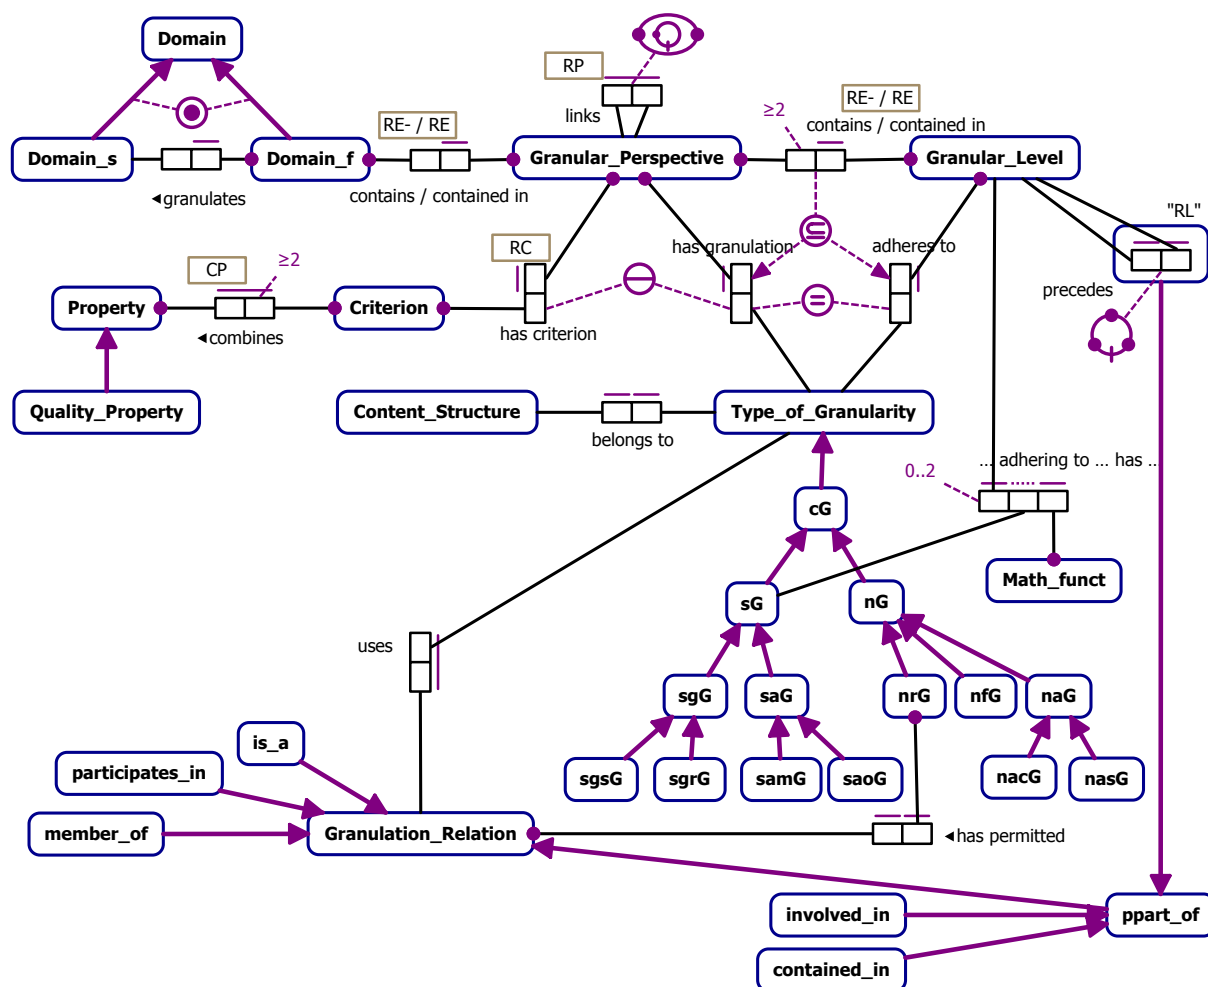 Domain
RP
links
RE- / RE
RE- / RE
≥2
contains / contained in
Domain_s
Domain_f
Granular_Perspective
Granular_Level
◄granulates
contains / contained in
"RL"
RC
has granulation
adheres to
CP
≥2
precedes
Property
Criterion
◄combines
has criterion
Quality_Property
Content_Structure
Type_of_Granularity
belongs to
0..2
... adhering to ... has ..
cG
Math_funct
sG
nG
uses
sgG
saG
nrG
nfG
naG
is_a
participates_in
sgsG
sgrG
samG
saoG
nacG
nasG
member_of
Granulation_Relation
◄has permitted
involved_in
ppart_of
contained_in